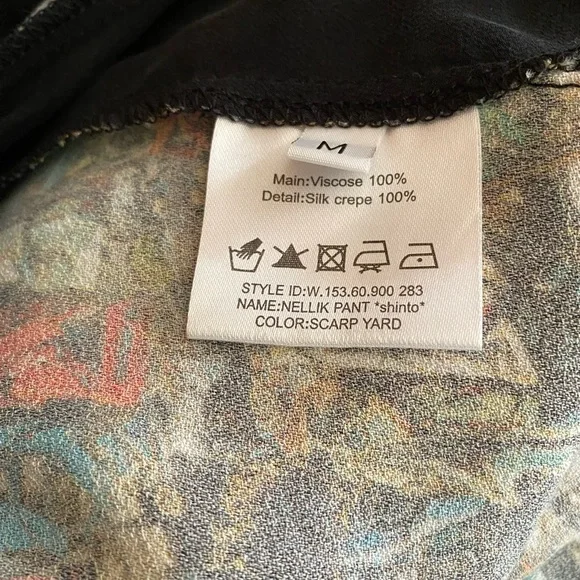 M
Main:Viscose 100%
Detail:Silk crepe 100%
STYLE ID:W.153.60.900 283
NAME:NELLIK PANT *shinto*
COLOR:SCARP YARD